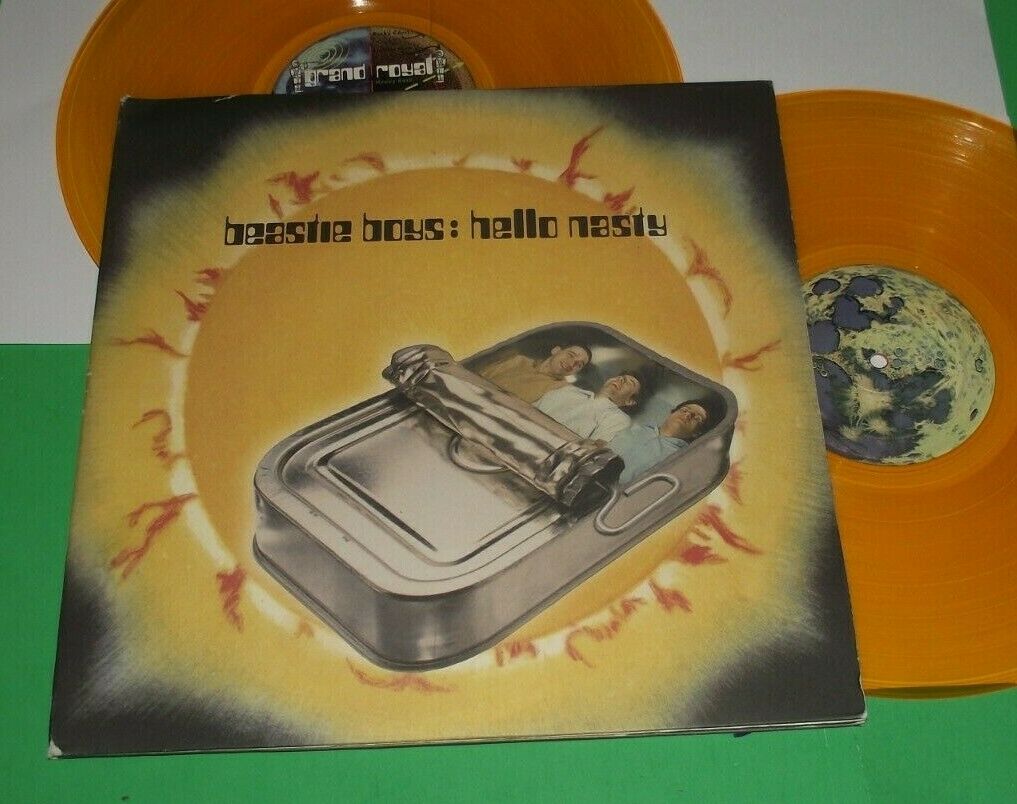 grand royal
beastie boys: hello nasty